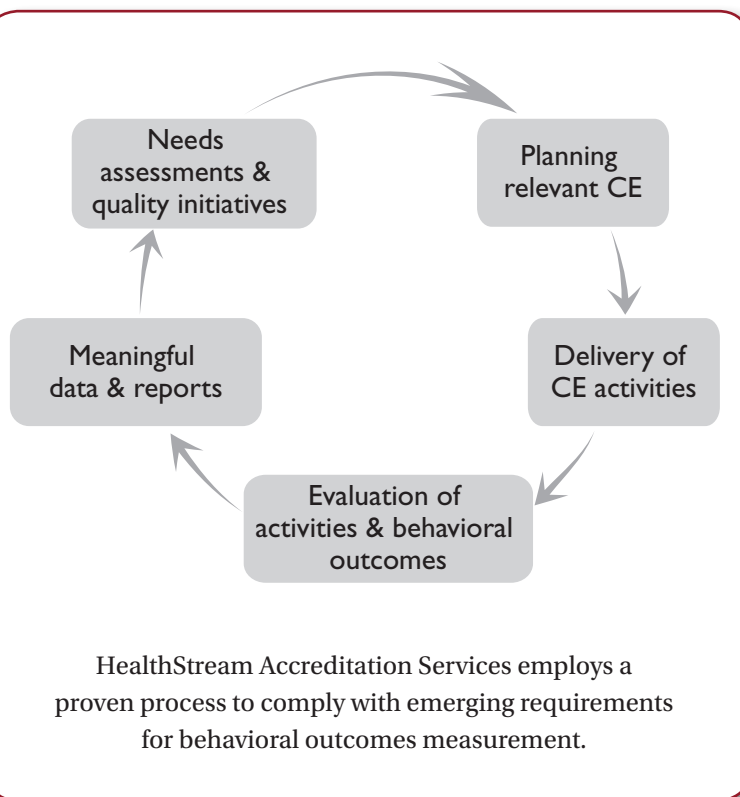 Needs
assessments &
quality initiatives
Planning
relevant CE
Delivery of
CE activities
Evaluation of
activities & behavioral
outcomes
Meaningful
data & reports
HealthStream Accreditation Services employs a
proven process to comply with emerging requirements
for behavioral outcomes measurement.